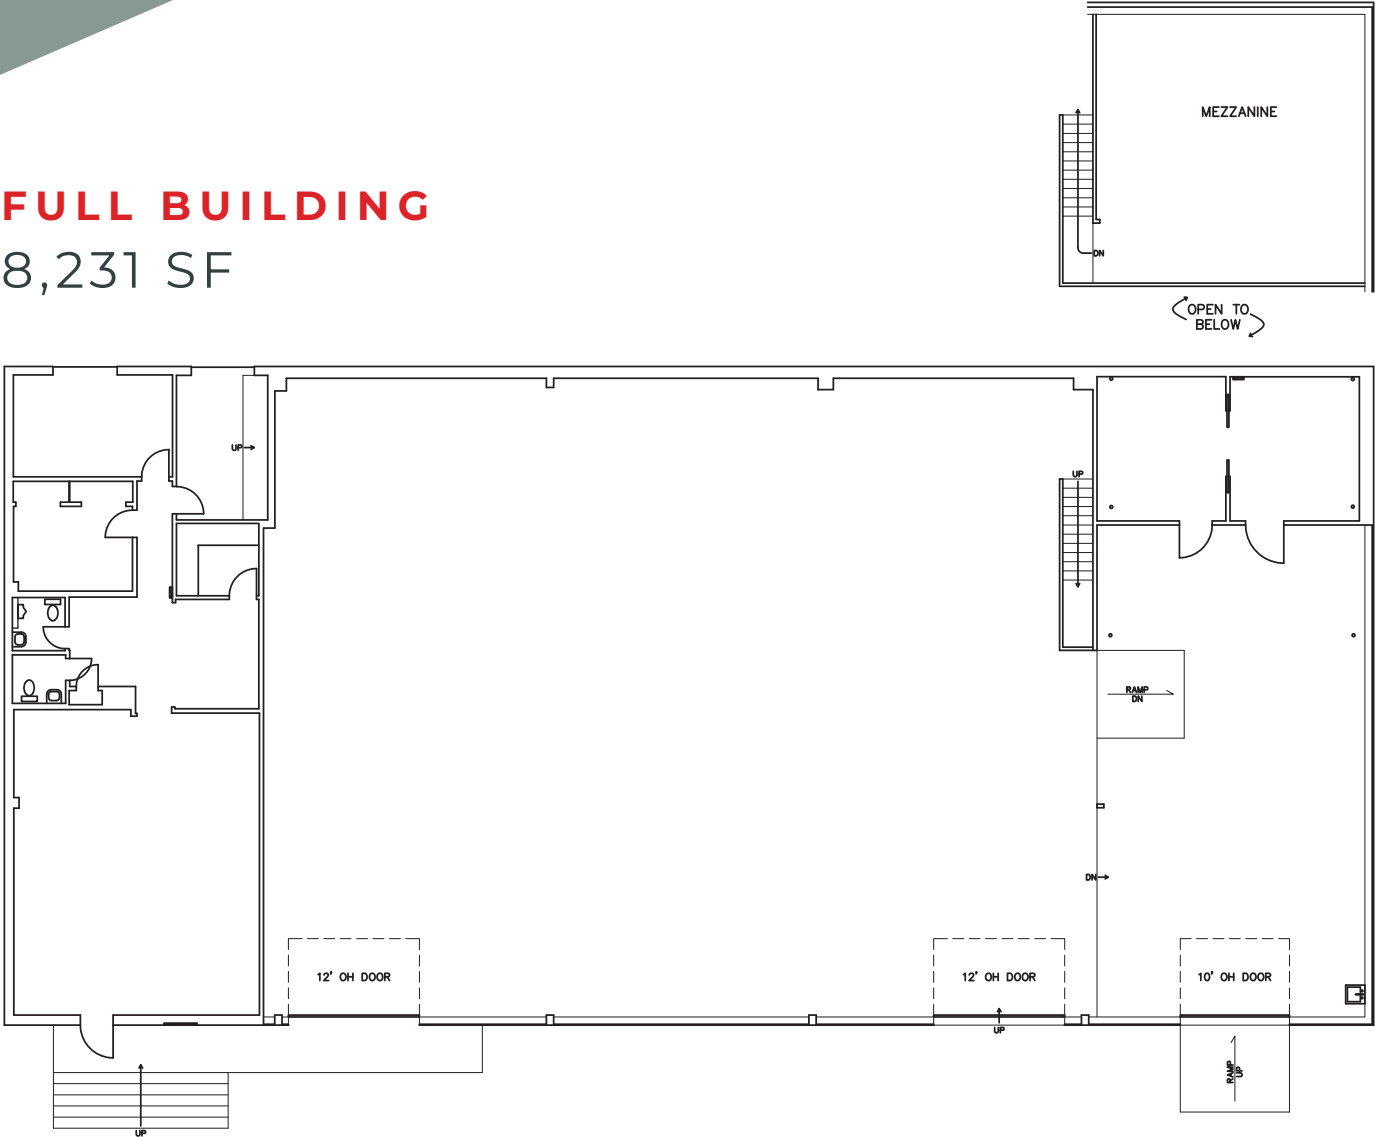 MEZZANINE
FULL BUILDING
8,231 SF
DN
OPEN TO
BELOW
UP
UP
RAMP
DN
DN
12' OH DOOR
12' OH DOOR
10' OH DOOR
UP
RAMP
UP
UP